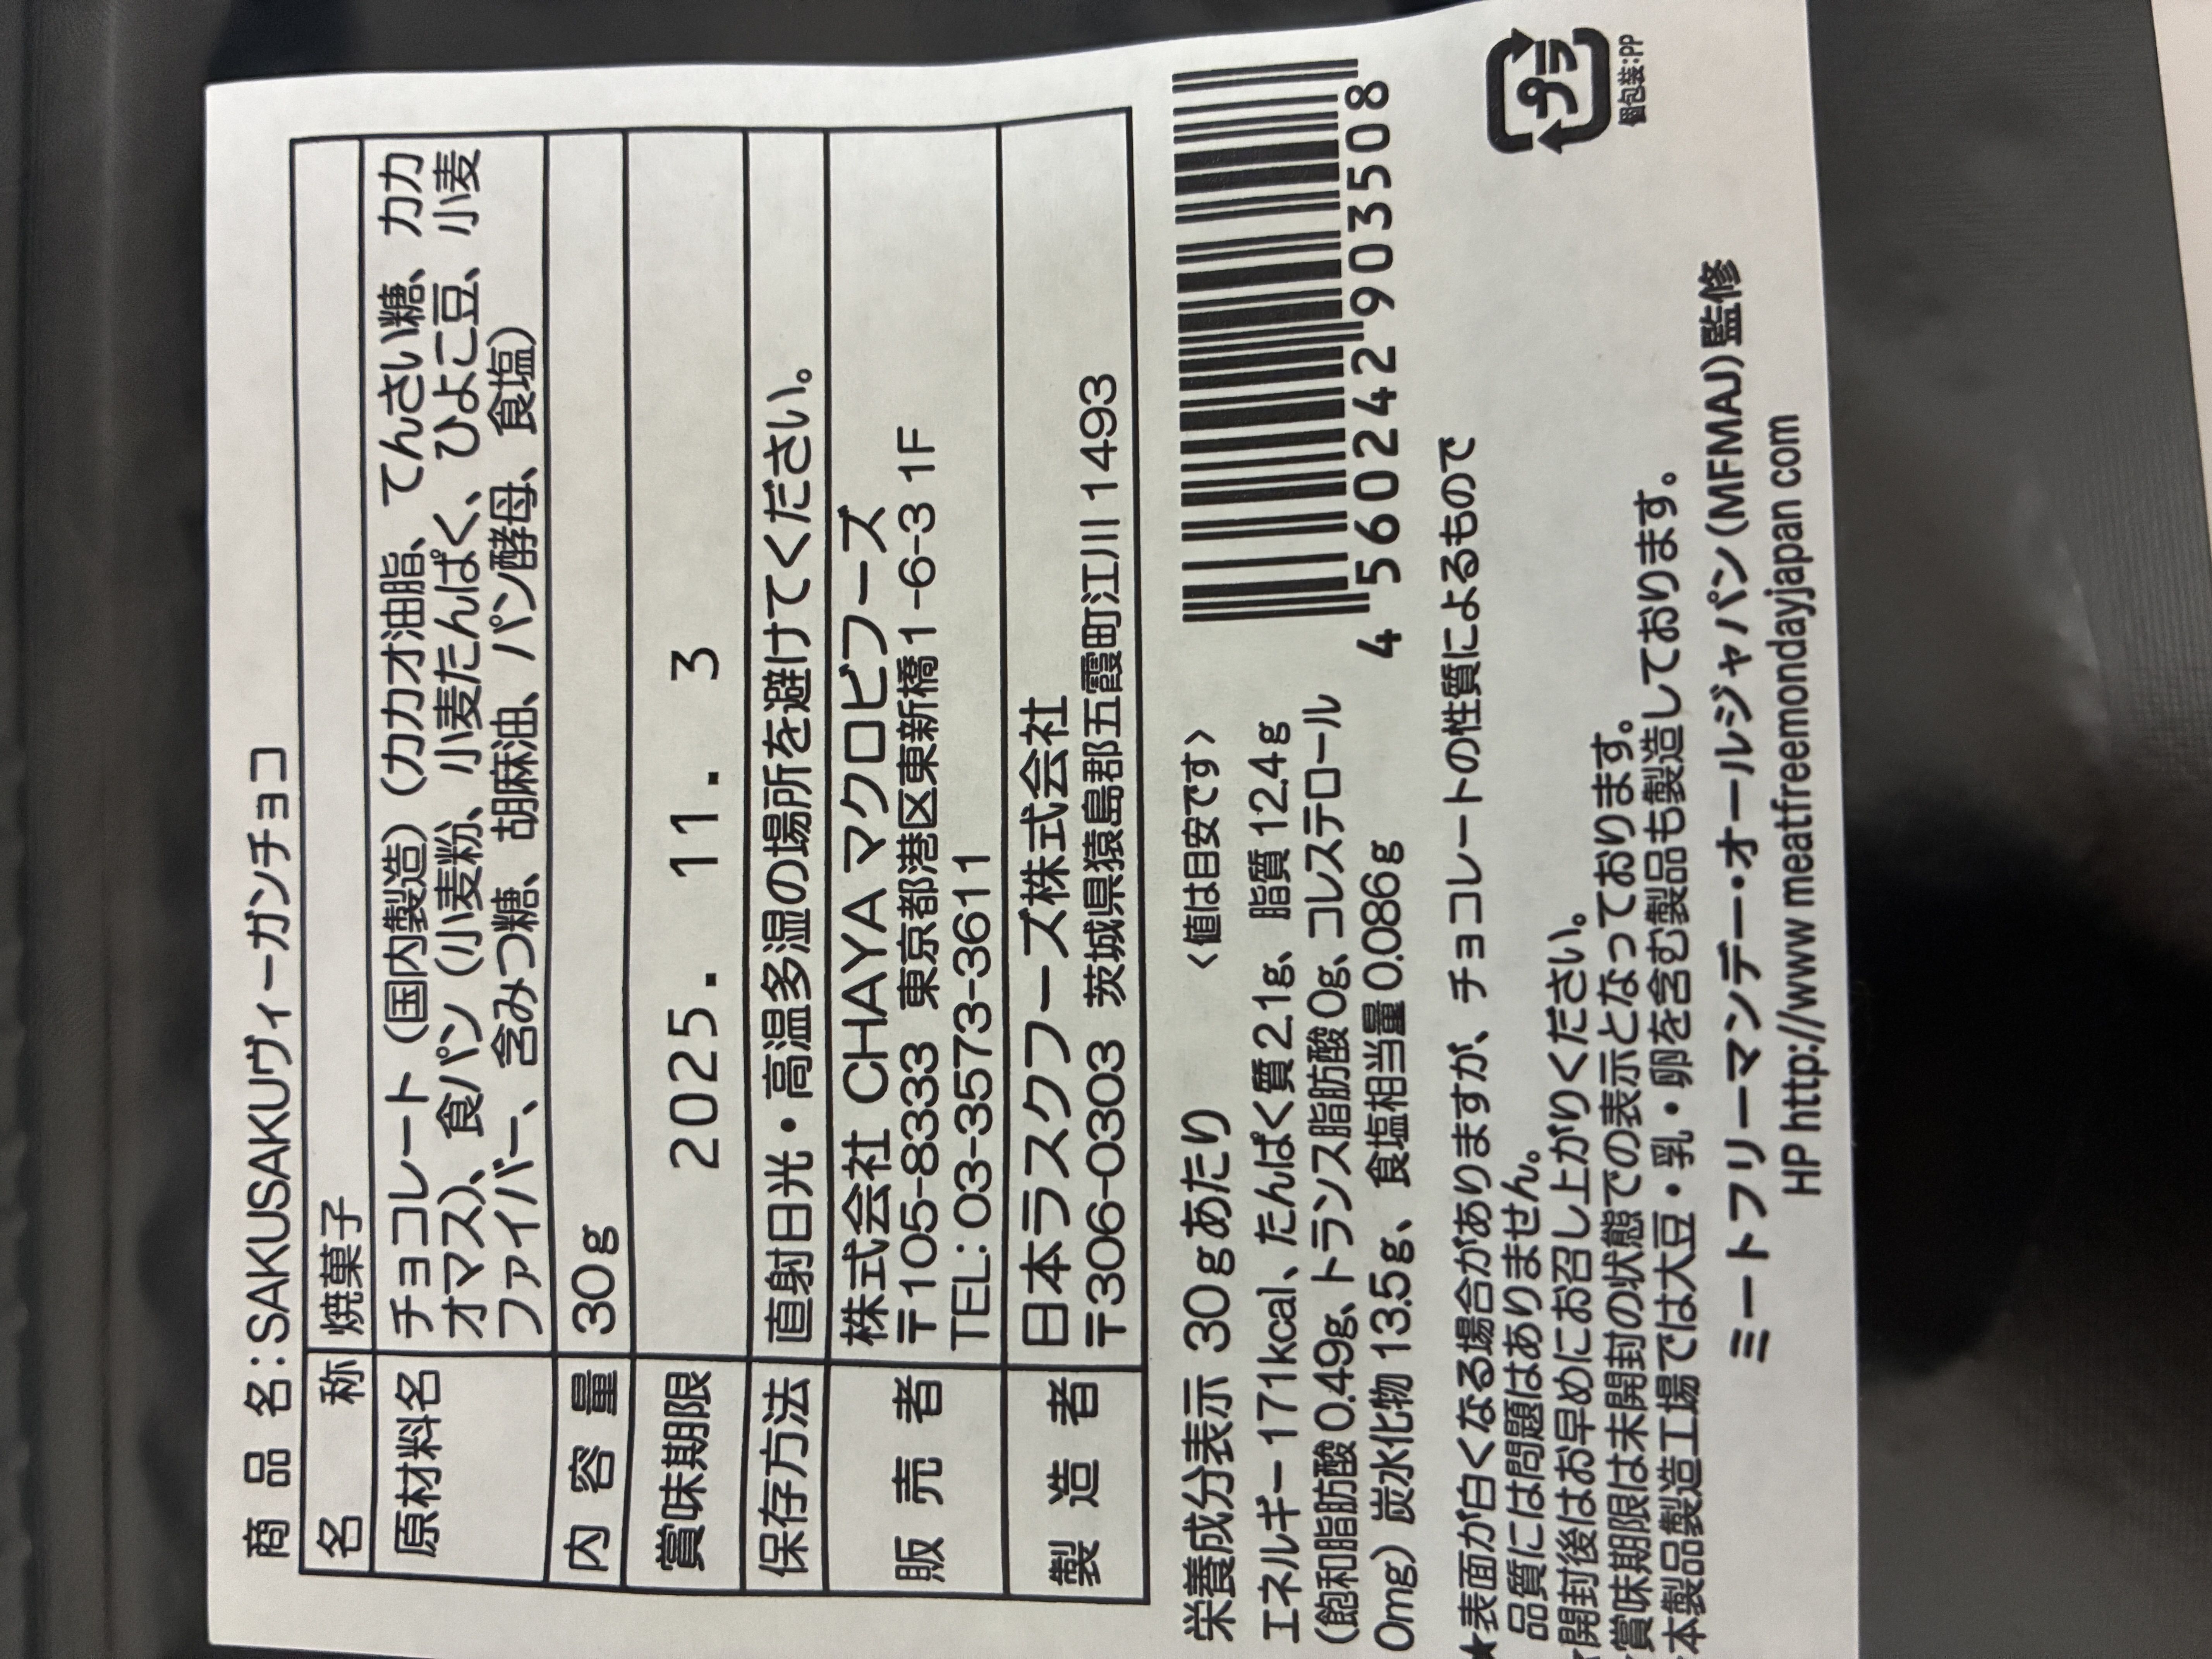 商品名：SAKUSAKUヴィーガンチョコ
名称 焼菓子
原材料名 チョコレート（国内製造）（カカオ油脂、てんさい糖、カカ
オマス）、食パン（小麦粉、小麦たんぱく、ひよこ豆、小麦
ファイバー、含みつ糖、胡麻油、パン酵母、食塩）
内容量 30g
賞味期限 2025. 11. 3
保存方法 直射日光・高温多湿の場所を避けてください。
販売者 株式会社 CHAYA マクロビフーズ
〒105-8333 東京都港区東新橋1-6-3 1F
TEL：03-3573-3611
製造者 日本ラスクフーズ株式会社
〒306-0303 茨城県猿島郡五霞町江川 1493
栄養成分表示 30gあたり ＜値は目安です＞
エネルギー 171kcal、たんぱく質 2.1g、脂質 12.4g
（飽和脂肪酸 0.49g、トランス脂肪酸 0g、コレステロール
0mg）炭水化物 13.5g、食塩相当量 0.086g
4 560242 903508
★表面が白くなる場合がありますが、チョコレートの性質によるもので
品質には問題はありません。
★開封後はお早めにお召し上がりください。
★賞味期限は未開封の状態での表示となっております。
★本製品製造工場では大豆・乳・卵を含む製品も製造しております。
プラ
個包装:PP
ミートフリーマンデー・オールジャパン（MFMAJ）監修
HP http://www meatfreemondayjapan com